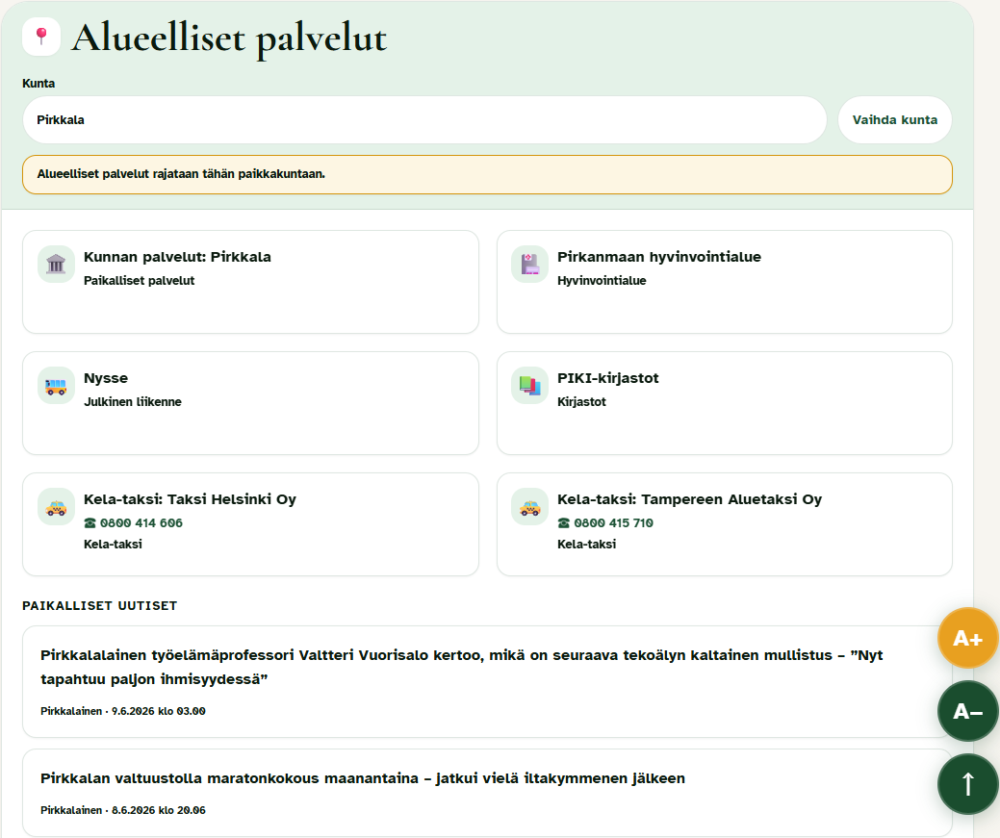 Alueelliset palvelut
Kunta
Pirkkala
Vaihda kunta
Alueelliset palvelut rajataan tähän paikkakuntaan.
Kunnan palvelut: Pirkkala
Paikalliset palvelut
Pirkanmaan hyvinvointialue
Hyvinvointialue
Nysse
Julkinen liikenne
PIKI-kirjastot
Kirjastot
Kela-taksi: Taksi Helsinki Oy
☎ 0800 414 606
Kela-taksi
Kela-taksi: Tampereen Aluetaksi Oy
☎ 0800 415 710
Kela-taksi
PAIKALLISET UUTISET
Pirkkalalainen työelämäprofessori Valtteri Vuorisalo kertoo, mikä on seuraava tekoälyn kaltainen mullistus – ”Nyt
tapahtuu paljon ihmisyydessä”
Pirkkalainen · 9.6.2026 klo 03.00
A+
A–
Pirkkalan valtuustolla maratonkokous maanantaina – jatkui vielä iltakymmenen jälkeen
Pirkkalainen · 8.6.2026 klo 20.06
↑